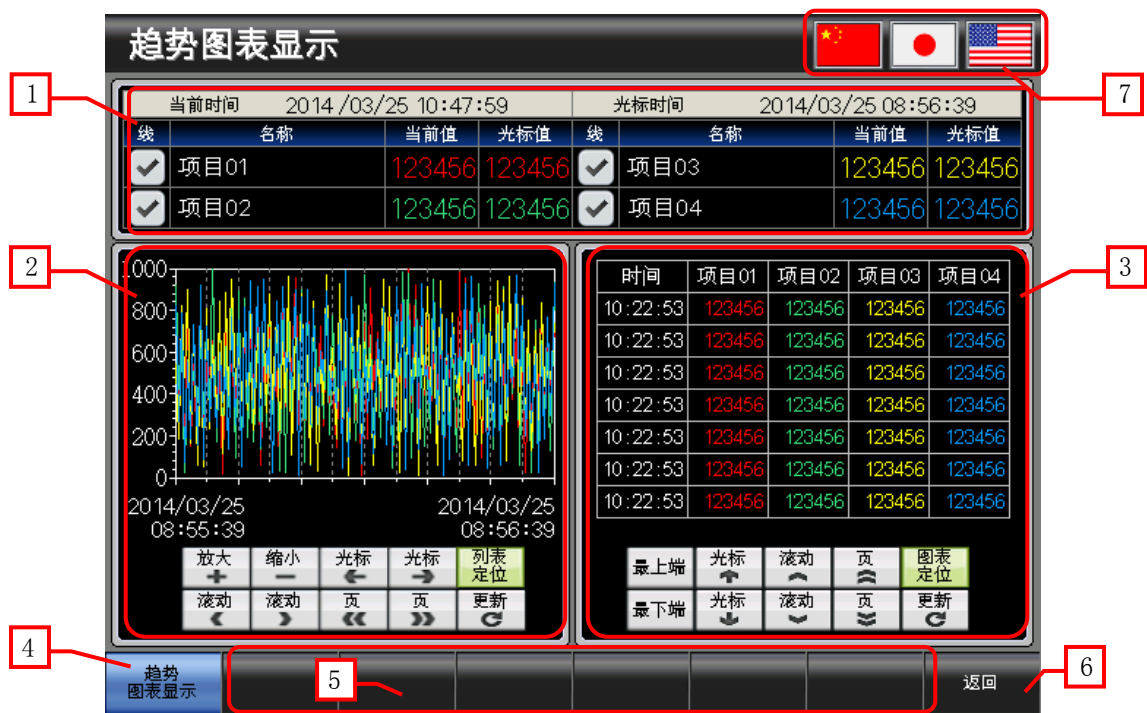 趋势图表显示
7
1
当前时间 2014 /03/25 10:47:59 光标时间 2014/03/25 08:56:39
线 名称 当前值 光标值 线 名称 当前值 光标值
项目01 123456 123456 项目03 123456 123456
项目02 123456 123456 项目04 123456 123456
2
1000
800
600
400
200
0
2014/03/25 2014/03/25
08:55:39 08:56:39
放大 缩小 光标 光标 列表定位
滚动 滚动 页 页 更新
3
时间 项目01 项目02 项目03 项目04
10:22:53 123456 123456 123456 123456
10:22:53 123456 123456 123456 123456
10:22:53 123456 123456 123456 123456
10:22:53 123456 123456 123456 123456
10:22:53 123456 123456 123456 123456
10:22:53 123456 123456 123456 123456
10:22:53 123456 123456 123456 123456
最上端 光标 滚动 页 图表定位
最下端 光标 滚动 页 更新
4
趋势
图表显示
5
返回
6